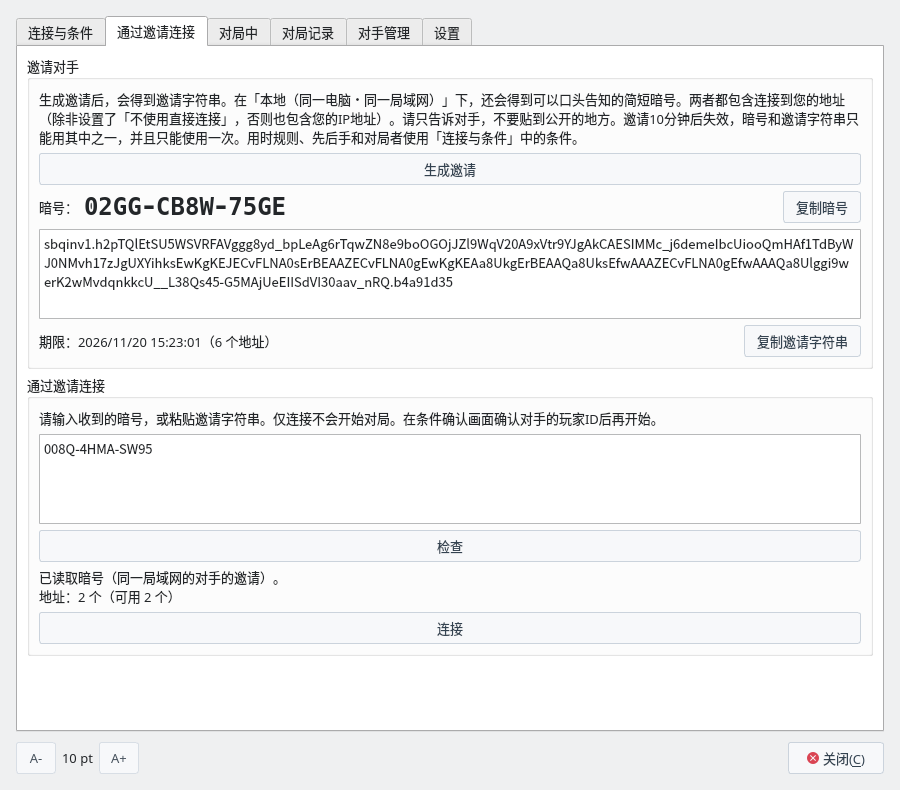 连接与条件
通过邀请连接
对局中
对局记录
对手管理
设置
邀请对手
生成邀请后，会得到邀请字符串。在「本地（同一电脑・同一局域网）」下，还会得到可以口头告知的简短暗号。两者都包含连接到您的地址
（除非设置了「不使用直接连接」，否则也包含您的IP地址）。请只告诉对手，不要贴到公开的地方。邀请10分钟后失效，暗号和邀请字符串只
能用其中之一，并且只能使用一次。用时规则、先后手和对局者使用「连接与条件」中的条件。
生成邀请
暗号： 02GG-CB8W-75GE
复制暗号
sbqinv1.h2pTQlEtSU5WSVRFAVggg8yd_bpLeAg6rTqwZN8e9boOGOjJZl9WqV20A9xVtr9YJgAkCAESIMMc_j6demeIbcUiooQmHAf1TdByW
J0NMvh17zJgUXYihksEwKgKEJECvFLNA0sErBEAAZECvFLNA0gEwKgKEAa8UkgErBEAAQa8UksEfwAAAZECvFLNA0gEfwAAAQa8Ulggi9w
erK2wMvdqnkkcU__L38Qs45-G5MAjUeEIISdVI30aav_nRQ.b4a91d35
期限：2026/11/20 15:23:01（6 个地址）
复制邀请字符串
通过邀请连接
请输入收到的暗号，或粘贴邀请字符串。仅连接不会开始对局。在条件确认画面确认对手的玩家ID后再开始。
008Q-4HMA-SW95
检查
已读取暗号（同一局域网的对手的邀请）。
地址：2 个（可用 2 个）
连接
A-
10 pt
A+
关闭(C)